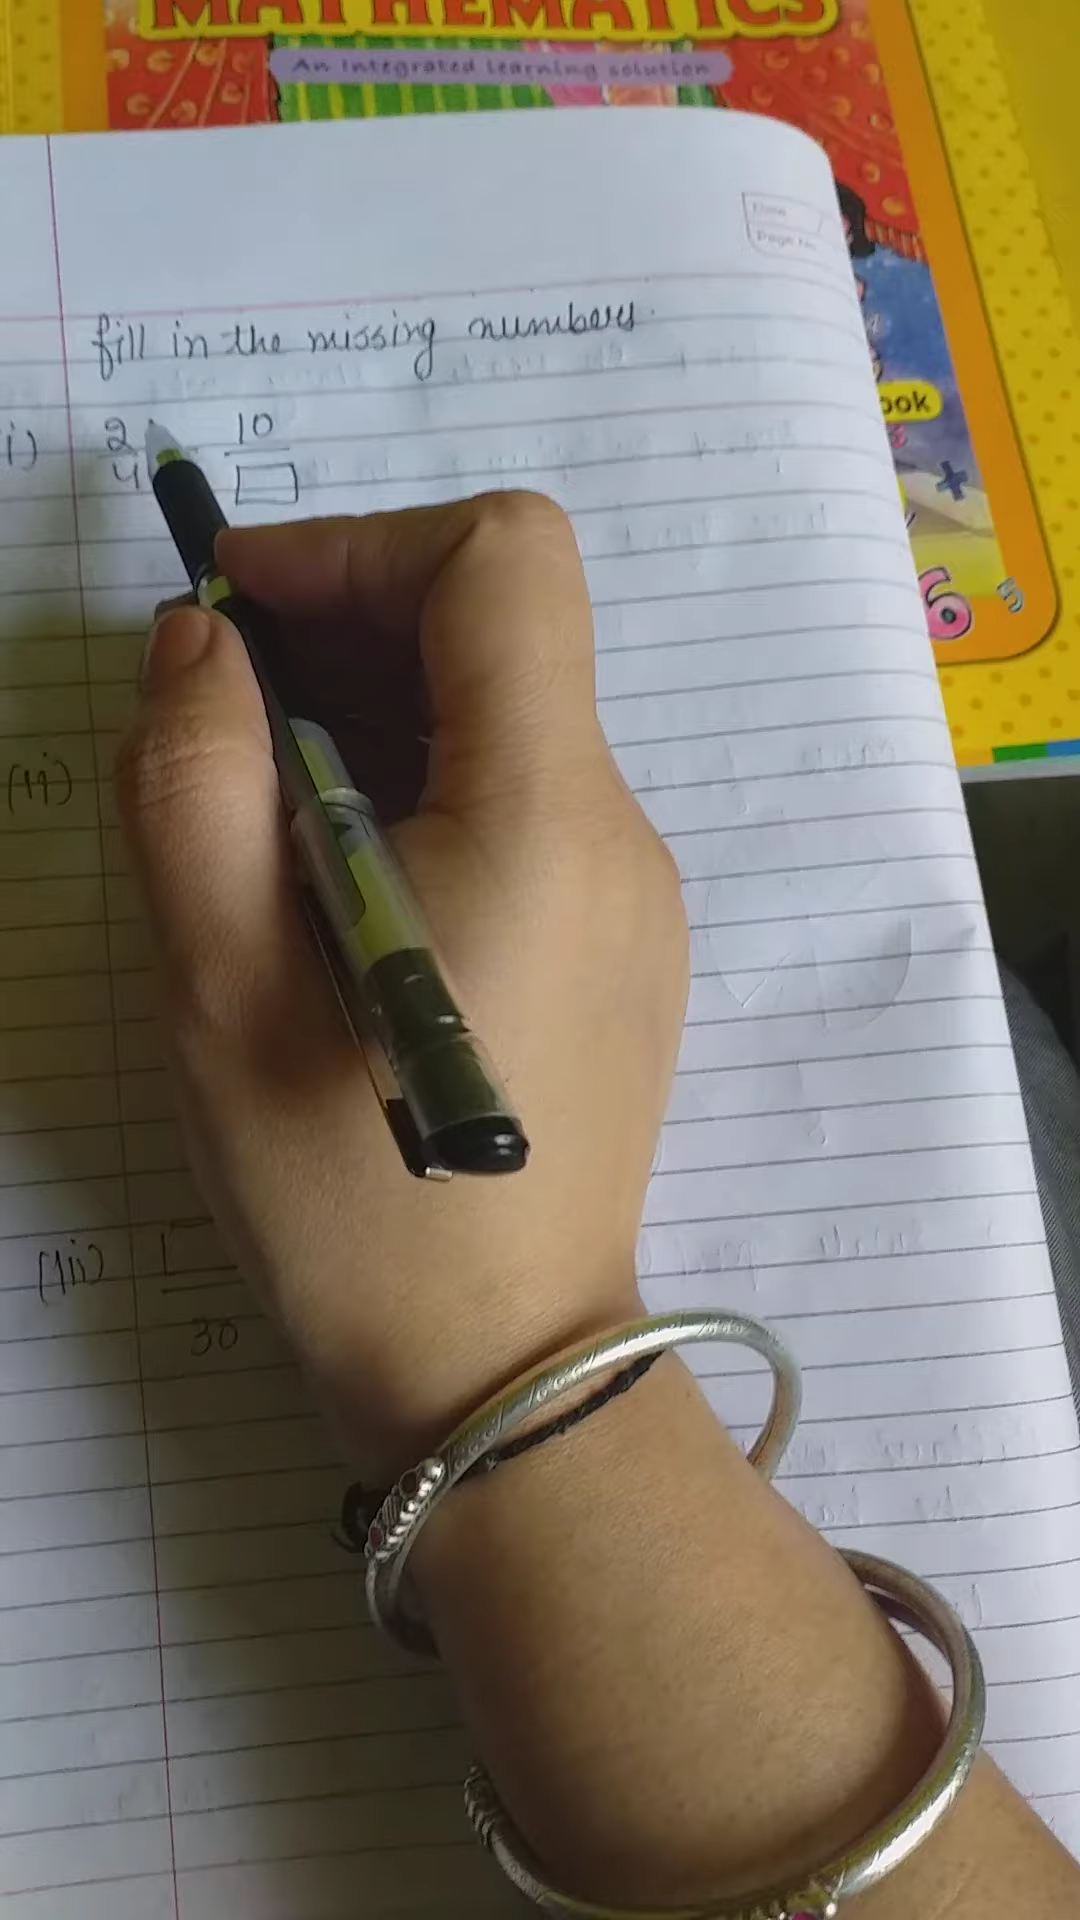 MATHEMATICS
An integrated learning solution
Date
Page No.
fill in the missing numbers.
i) 2 10
4
ook
6
5
(ii)
(iii)
30